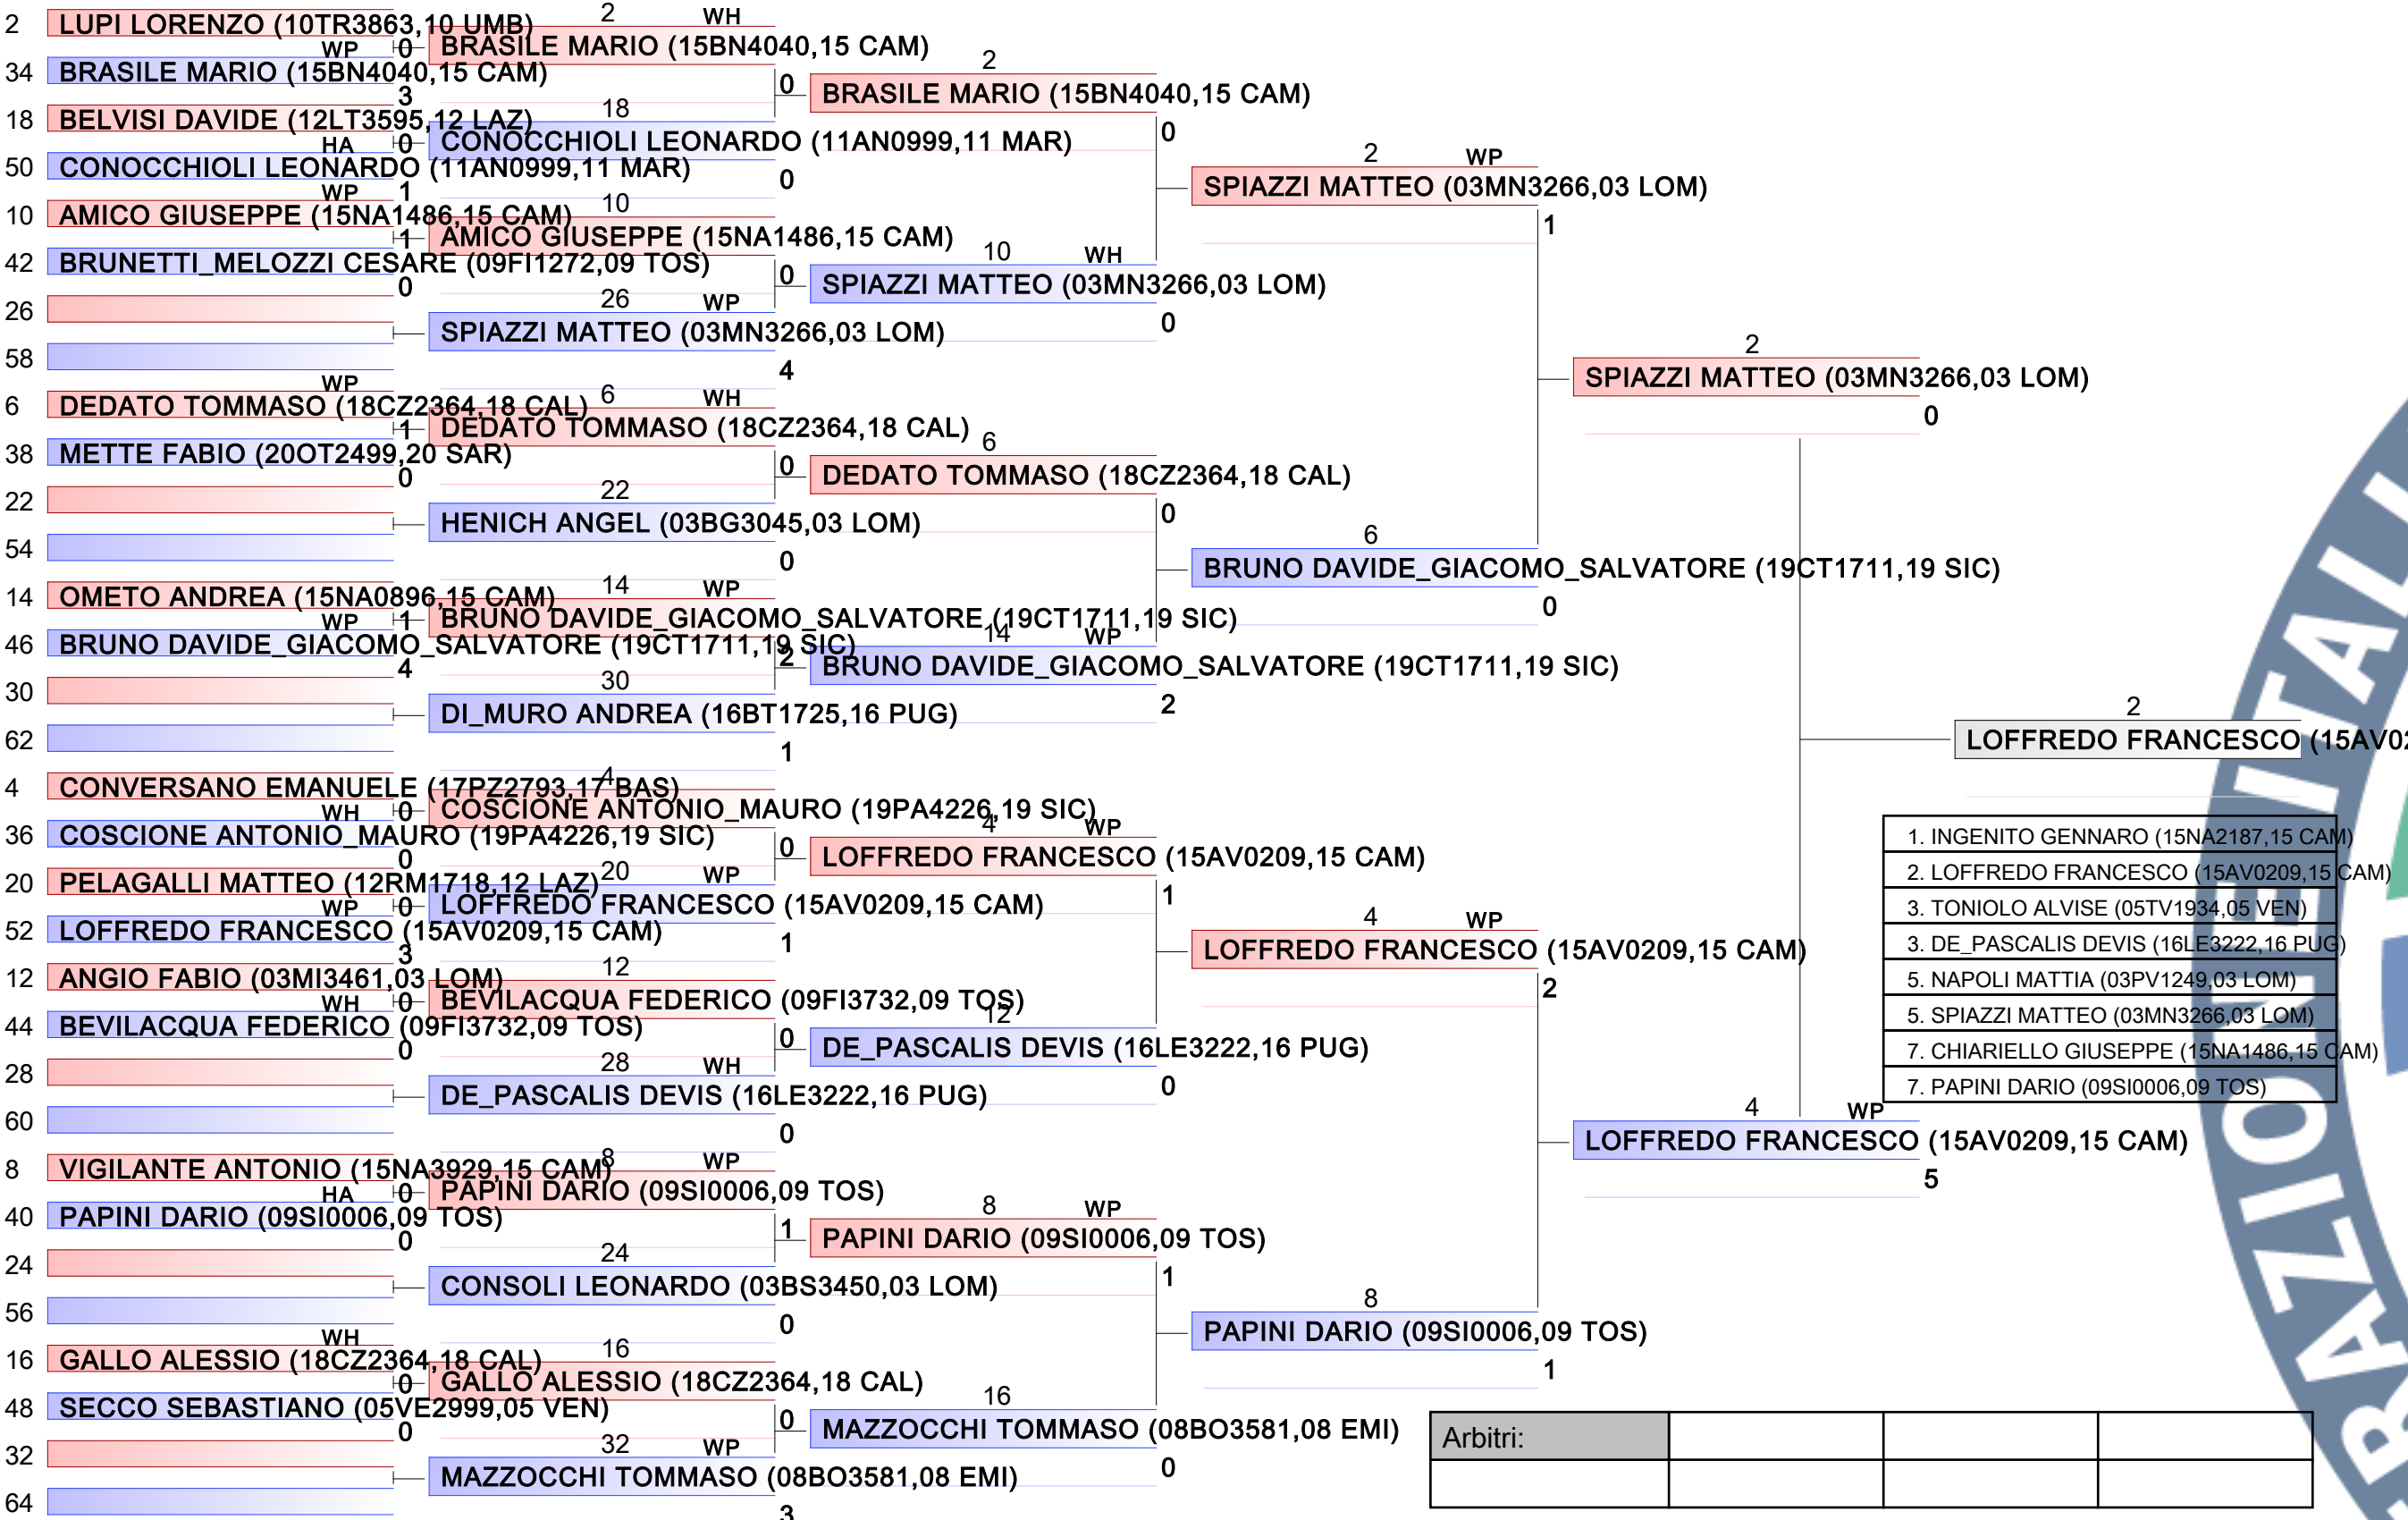 2 LUPI LORENZO (10TR3863,10 UMB)
WP 0
34 BRASILE MARIO (15BN4040,15 CAM)
3
18 BELVISI DAVIDE (12LT3595,12 LAZ)
HA 0
50 CONOCCHIOLI LEONARDO (11AN0999,11 MAR)
WP 1
10 AMICO GIUSEPPE (15NA1486,15 CAM)
1
42 BRUNETTI_MELOZZI CESARE (09FI1272,09 TOS)
0
26
58
WP
6 DEDATO TOMMASO (18CZ2364,18 CAL)
1
38 METTE FABIO (20OT2499,20 SAR)
0
22
54
14 OMETO ANDREA (15NA0896,15 CAM)
WP 1
46 BRUNO DAVIDE_GIACOMO_SALVATORE (19CT1711,19 SIC)
4
30
62
4 CONVERSANO EMANUELE (17PZ2793,17 BAS)
WH 0
36 COSCIONE ANTONIO_MAURO (19PA4226,19 SIC)
0
20 PELAGALLI MATTEO (12RM1718,12 LAZ)
WP 0
52 LOFFREDO FRANCESCO (15AV0209,15 CAM)
3
12 ANGIO FABIO (03MI3461,03 LOM)
WH 0
44 BEVILACQUA FEDERICO (09FI3732,09 TOS)
0
28
60
8 VIGILANTE ANTONIO (15NA3929,15 CAM)
HA 0
40 PAPINI DARIO (09SI0006,09 TOS)
0
24
56
WH
16 GALLO ALESSIO (18CZ2364,18 CAL)
0
48 SECCO SEBASTIANO (05VE2999,05 VEN)
0
32
64
2 WH
BRASILE MARIO (15BN4040,15 CAM)
0
18
CONOCCHIOLI LEONARDO (11AN0999,11 MAR)
0
10
AMICO GIUSEPPE (15NA1486,15 CAM)
0
26 WP
SPIAZZI MATTEO (03MN3266,03 LOM)
4
6 WH
DEDATO TOMMASO (18CZ2364,18 CAL)
0
22
HENICH ANGEL (03BG3045,03 LOM)
0
14 WP
BRUNO DAVIDE_GIACOMO_SALVATORE (19CT1711,19 SIC)
2
30
DI_MURO ANDREA (16BT1725,16 PUG)
1
4
COSCIONE ANTONIO_MAURO (19PA4226,19 SIC)
0
20 WP
LOFFREDO FRANCESCO (15AV0209,15 CAM)
1
12
BEVILACQUA FEDERICO (09FI3732,09 TOS)
0
28 WH
DE_PASCALIS DEVIS (16LE3222,16 PUG)
0
8 WP
PAPINI DARIO (09SI0006,09 TOS)
1
24
CONSOLI LEONARDO (03BS3450,03 LOM)
0
16
GALLO ALESSIO (18CZ2364,18 CAL)
0
32 WP
MAZZOCCHI TOMMASO (08BO3581,08 EMI)
3
2
BRASILE MARIO (15BN4040,15 CAM)
0
10 WH
SPIAZZI MATTEO (03MN3266,03 LOM)
0
6
DEDATO TOMMASO (18CZ2364,18 CAL)
0
14 WP
BRUNO DAVIDE_GIACOMO_SALVATORE (19CT1711,19 SIC)
2
4 WP
LOFFREDO FRANCESCO (15AV0209,15 CAM)
1
12
DE_PASCALIS DEVIS (16LE3222,16 PUG)
0
8 WP
PAPINI DARIO (09SI0006,09 TOS)
1
16
MAZZOCCHI TOMMASO (08BO3581,08 EMI)
0
2 WP
SPIAZZI MATTEO (03MN3266,03 LOM)
1
6
BRUNO DAVIDE_GIACOMO_SALVATORE (19CT1711,19 SIC)
0
4 WP
LOFFREDO FRANCESCO (15AV0209,15 CAM)
2
8
PAPINI DARIO (09SI0006,09 TOS)
1
2
SPIAZZI MATTEO (03MN3266,03 LOM)
0
4 WP
LOFFREDO FRANCESCO (15AV0209,15 CAM)
5
2
LOFFREDO FRANCESCO (15AV02
1. INGENITO GENNARO (15NA2187,15 CAM)
2. LOFFREDO FRANCESCO (15AV0209,15 CAM)
3. TONIOLO ALVISE (05TV1934,05 VEN)
3. DE_PASCALIS DEVIS (16LE3222,16 PUG)
5. NAPOLI MATTIA (03PV1249,03 LOM)
5. SPIAZZI MATTEO (03MN3266,03 LOM)
7. CHIARIELLO GIUSEPPE (15NA1486,15 CAM)
7. PAPINI DARIO (09SI0006,09 TOS)
Arbitri:
RAZIONE ITALI